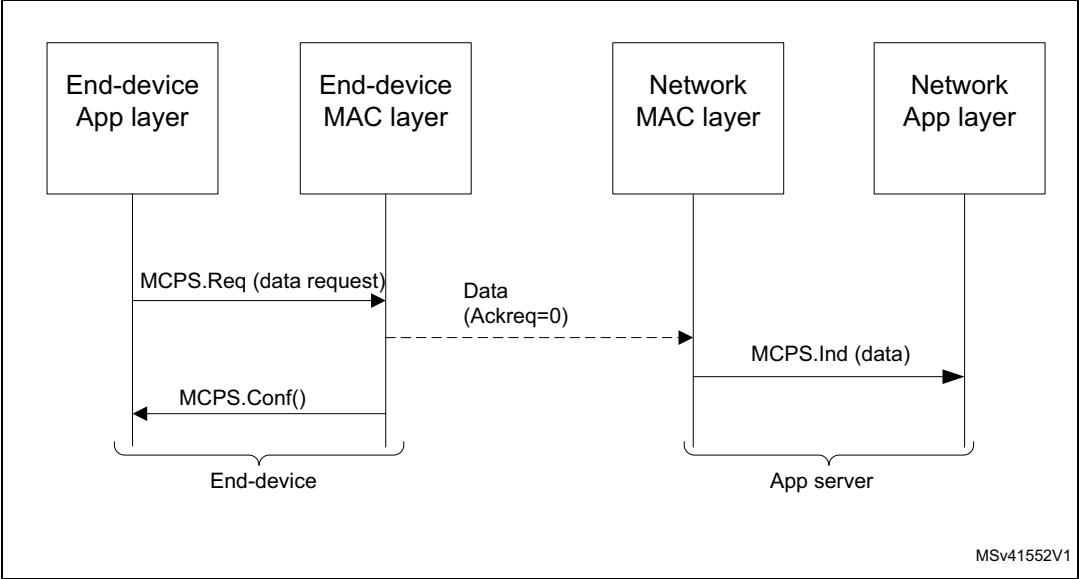 End-device
App layer
End-device
MAC layer
Network
MAC layer
Network
App layer
MCPS.Req (data request)
Data
(Ackreq=0)
MCPS.Ind (data)
MCPS.Conf()
End-device
App server
MSv41552V1